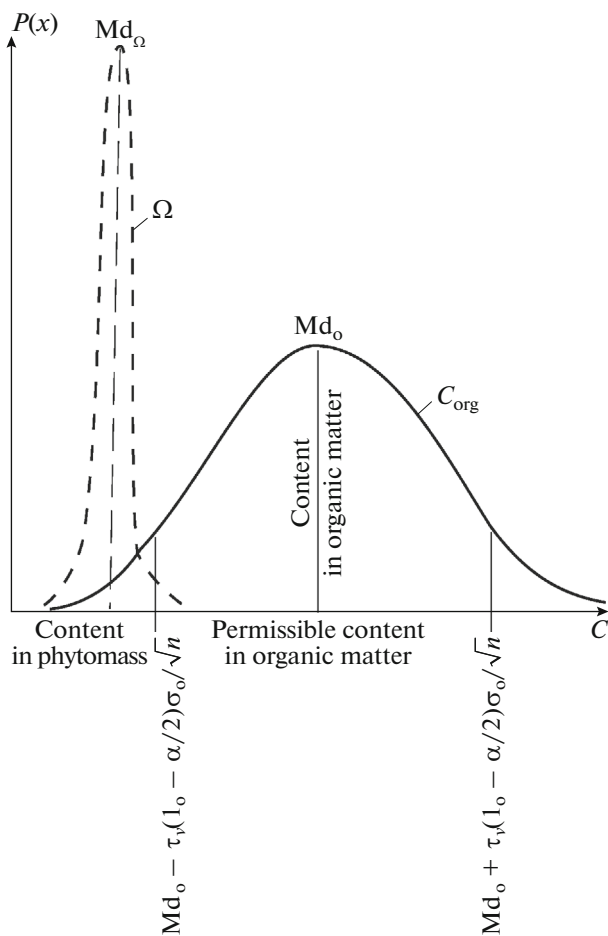 P(x)
Md_Ω
Ω
Md_o
C_org
Content
in organic matter
Content
in phytomass
Permissible content
in organic matter
C
Md_o − τ_ν(1_o − α/2)σ_o/√n
Md_o + τ_ν(1_o − α/2)σ_o/√n